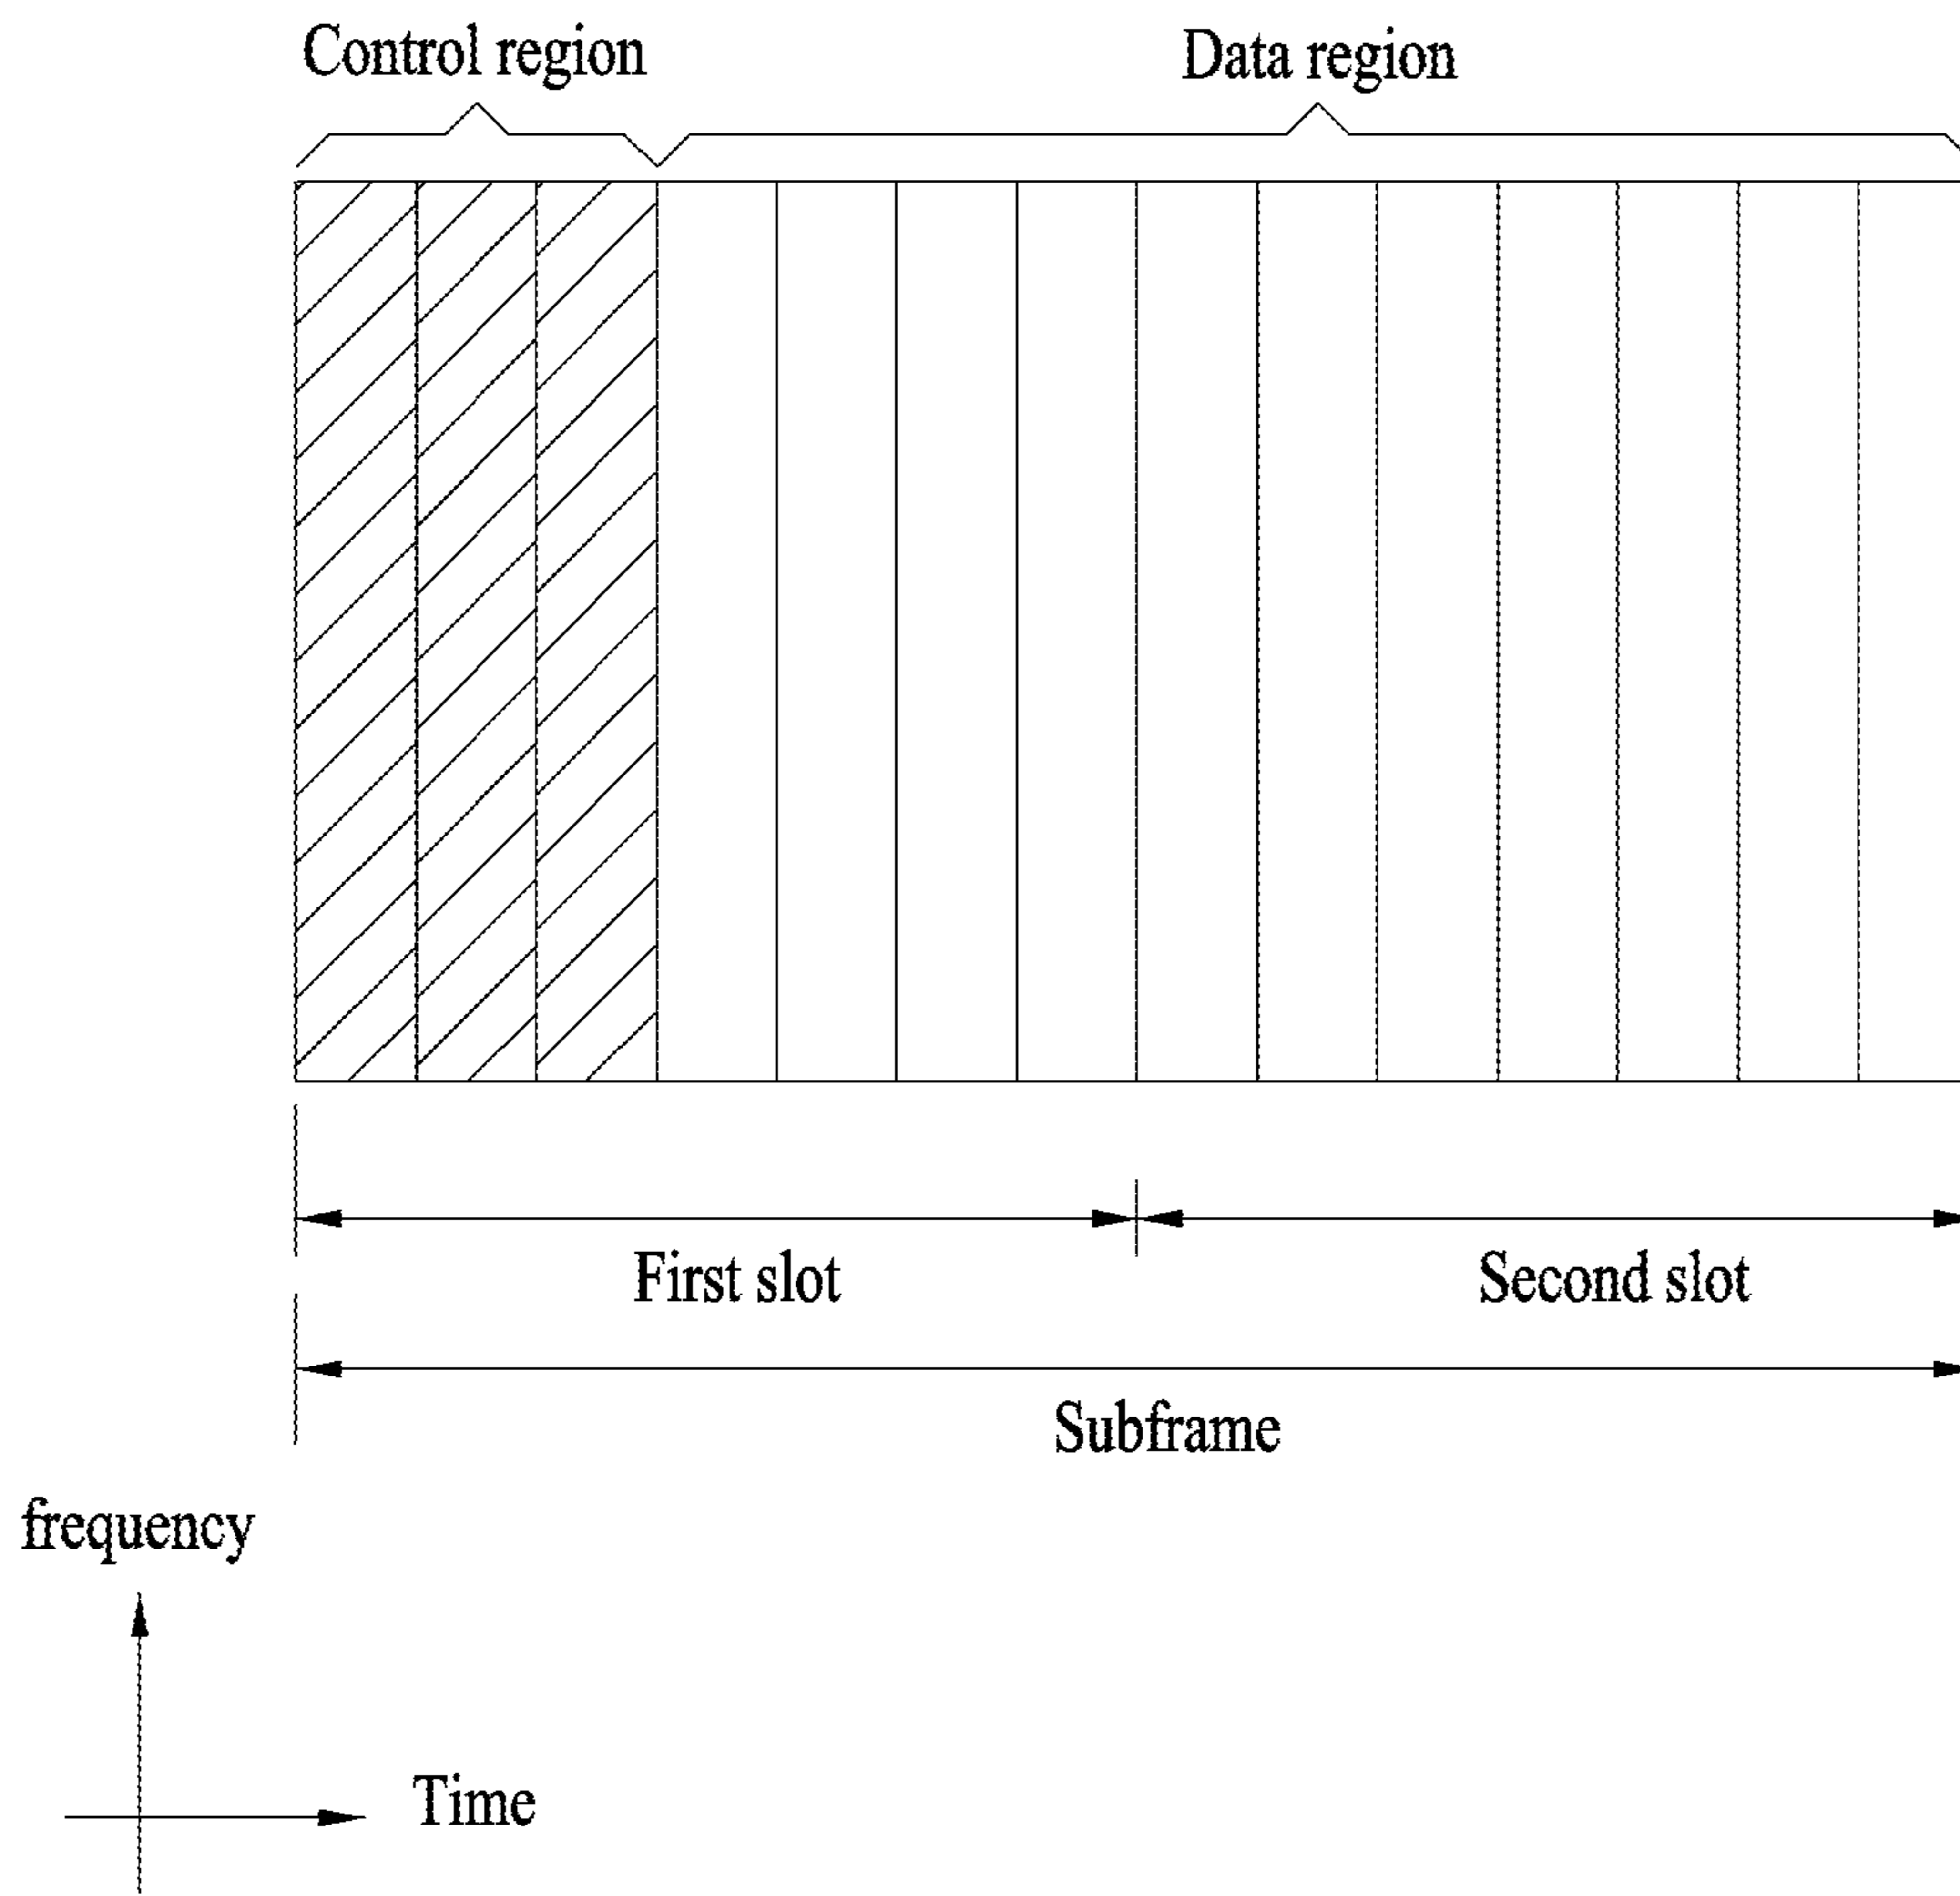 Control region
Data region
First slot
Second slot
Subframe
frequency
Time